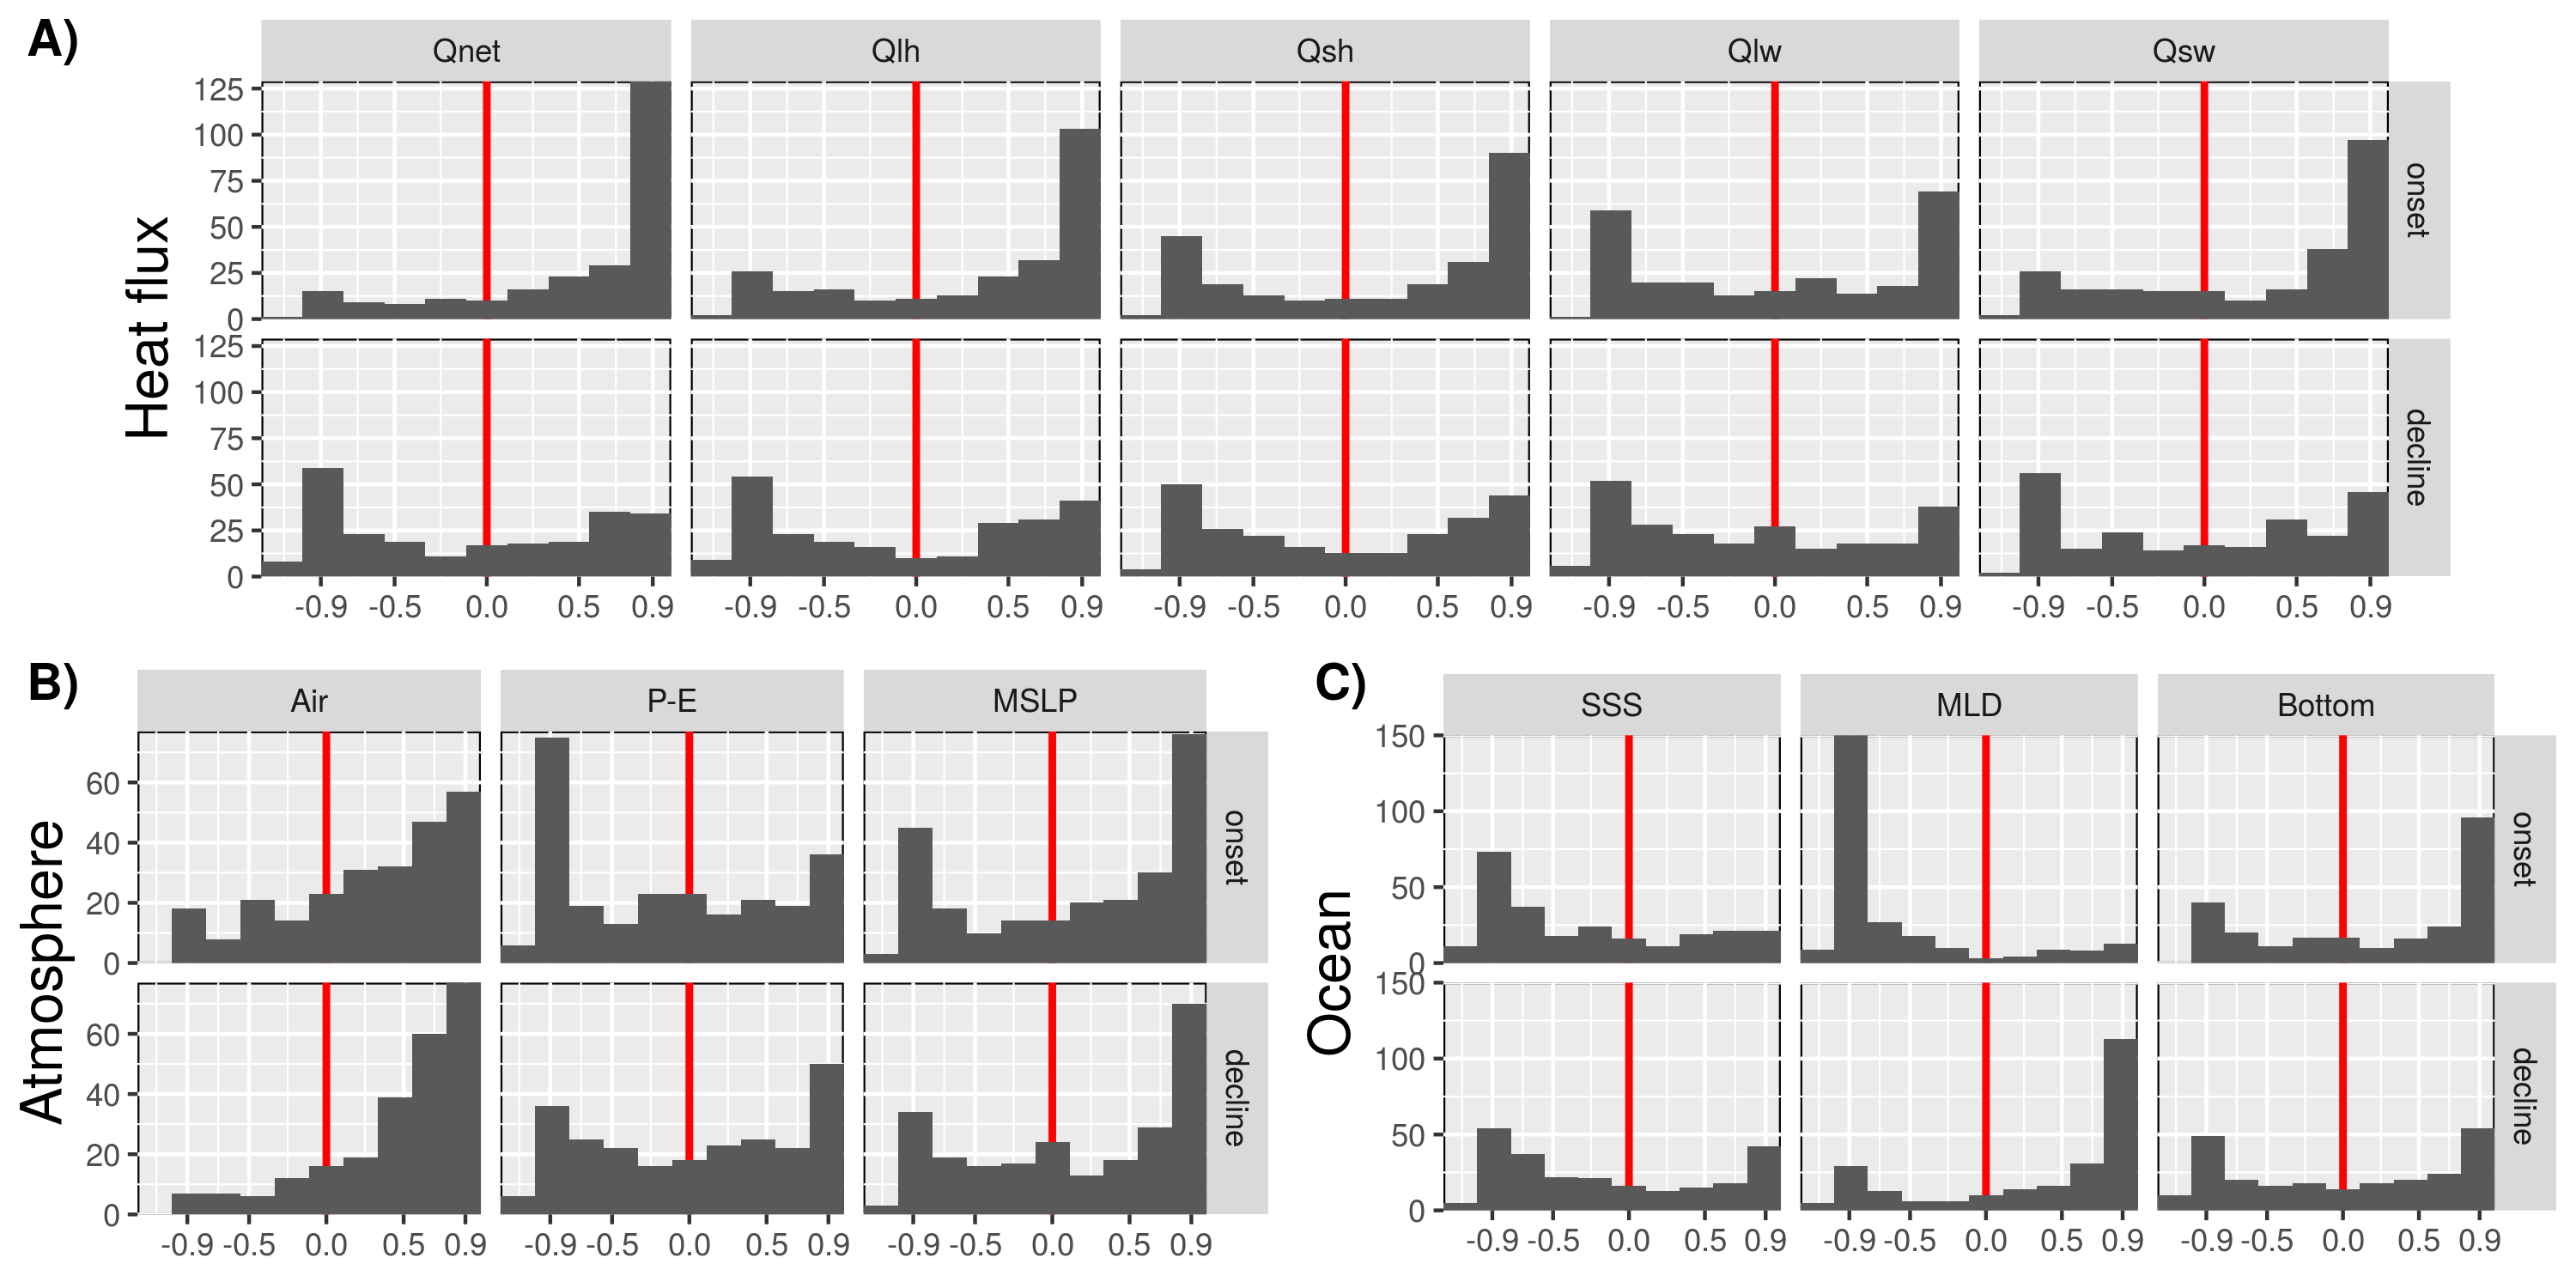 A)
Qnet Qlh Qsh Qlw Qsw
Heat flux
125
100
75
50
25
0
onset
125
100
75
50
25
0
decline
-0.9 -0.5 0.0 0.5 0.9 -0.9 -0.5 0.0 0.5 0.9 -0.9 -0.5 0.0 0.5 0.9 -0.9 -0.5 0.0 0.5 0.9 -0.9 -0.5 0.0 0.5 0.9
B)
Air P-E MSLP
Atmosphere
60
40
20
0
onset
60
40
20
0
decline
-0.9 -0.5 0.0 0.5 0.9 -0.9 -0.5 0.0 0.5 0.9 -0.9 -0.5 0.0 0.5 0.9
C)
SSS MLD Bottom
Ocean
150
100
50
0
onset
150
100
50
0
decline
-0.9 -0.5 0.0 0.5 0.9 -0.9 -0.5 0.0 0.5 0.9 -0.9 -0.5 0.0 0.5 0.9